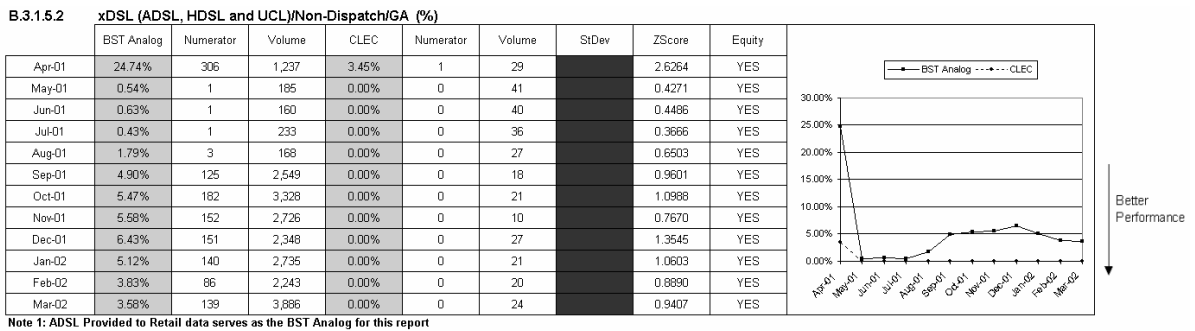 B.3.1.5.2 xDSL (ADSL, HDSL and UCL)/Non-Dispatch/GA (%)
BST Analog Numerator Volume CLEC Numerator Volume StDev ZScore Equity
Apr-01 24.74% 306 1,237 3.45% 1 29 2.6264 YES
May-01 0.54% 1 185 0.00% 0 41 0.4271 YES
Jun-01 0.63% 1 160 0.00% 0 40 0.4486 YES
Jul-01 0.43% 1 233 0.00% 0 36 0.3666 YES
Aug-01 1.79% 3 168 0.00% 0 27 0.6503 YES
Sep-01 4.90% 125 2,549 0.00% 0 18 0.9601 YES
Oct-01 5.47% 182 3,328 0.00% 0 21 1.0988 YES
Nov-01 5.58% 152 2,726 0.00% 0 10 0.7670 YES
Dec-01 6.43% 151 2,348 0.00% 0 27 1.3545 YES
Jan-02 5.12% 140 2,735 0.00% 0 21 1.0603 YES
Feb-02 3.83% 86 2,243 0.00% 0 20 0.8890 YES
Mar-02 3.58% 139 3,886 0.00% 0 24 0.9407 YES
Note 1: ADSL Provided to Retail data serves as the BST Analog for this report
BST Analog CLEC
30.00%
25.00%
20.00%
15.00%
10.00%
5.00%
0.00%
Apr-01 May-01 Jun-01 Jul-01 Aug-01 Sep-01 Oct-01 Nov-01 Dec-01 Jan-02 Feb-02 Mar-02
Better
Performance